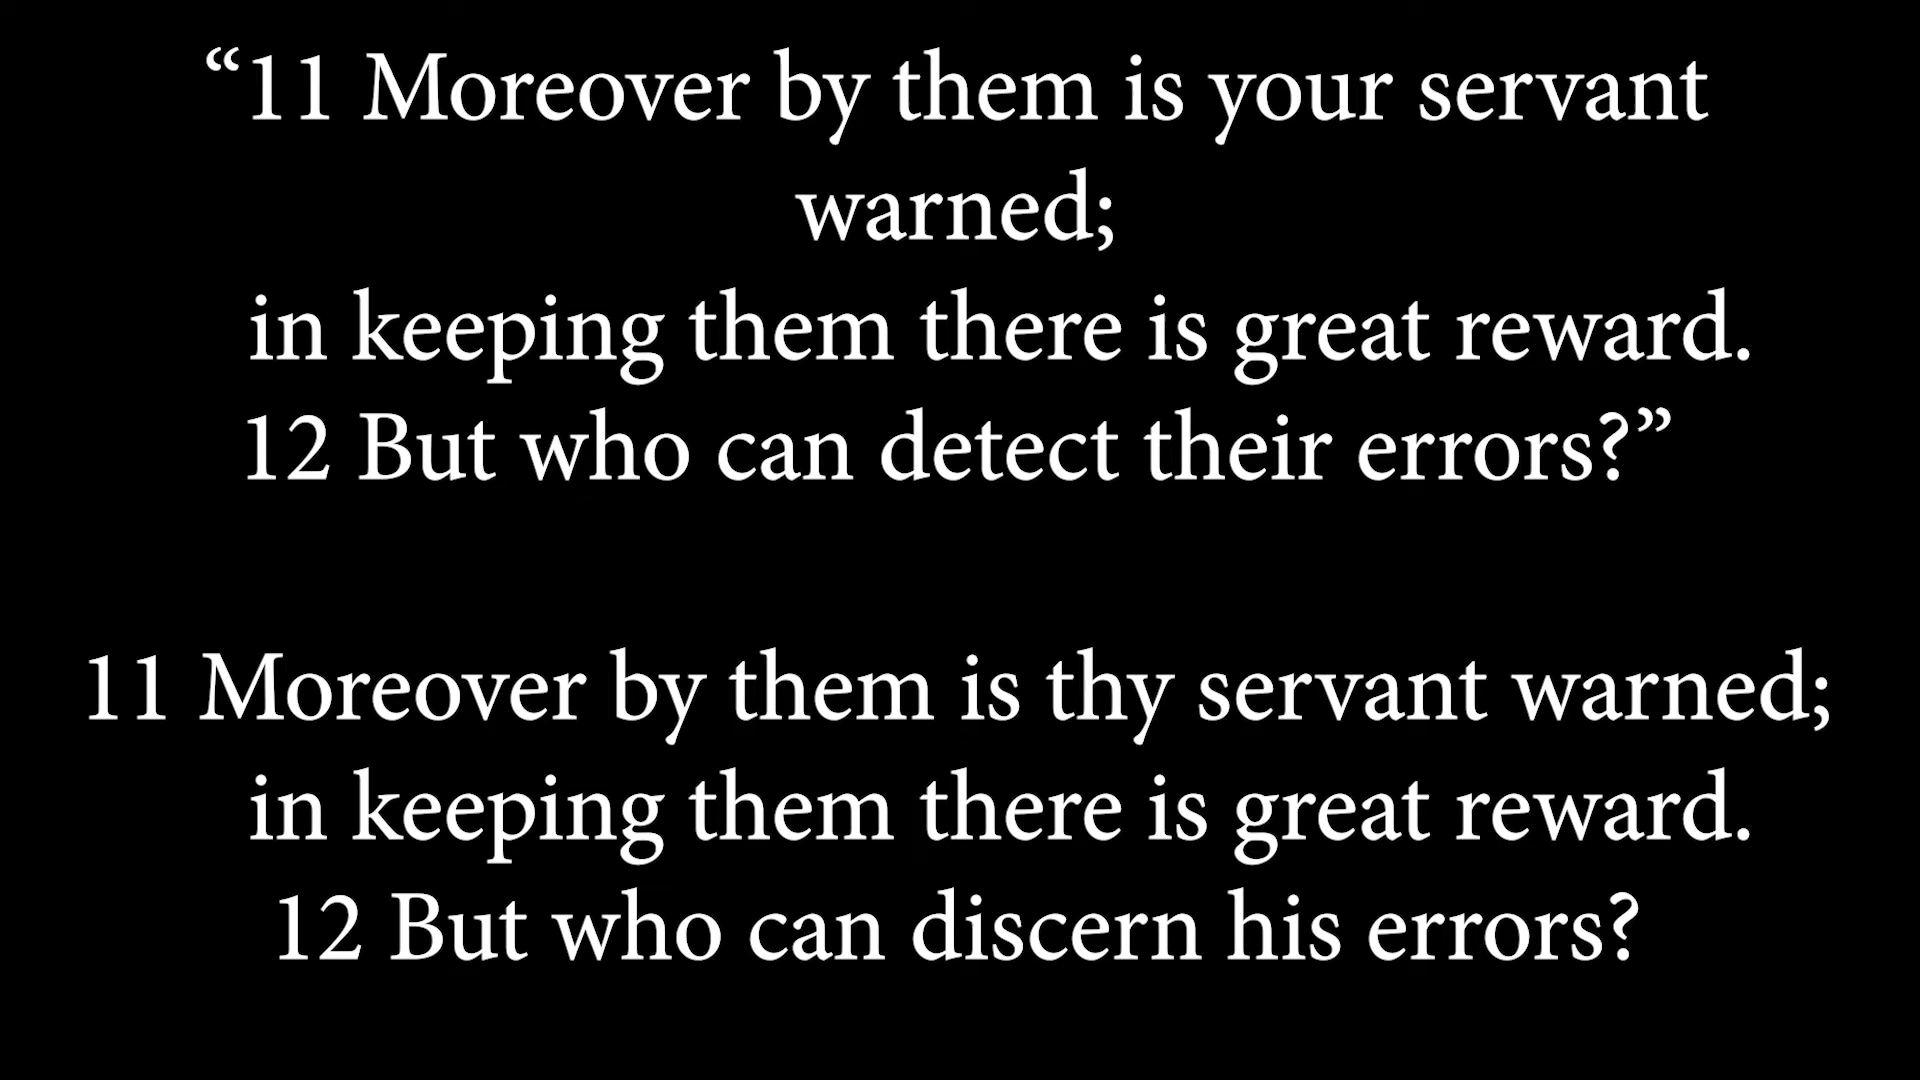 “11 Moreover by them is your servant
warned;
in keeping them there is great reward.
12 But who can detect their errors?”
11 Moreover by them is thy servant warned;
in keeping them there is great reward.
12 But who can discern his errors?